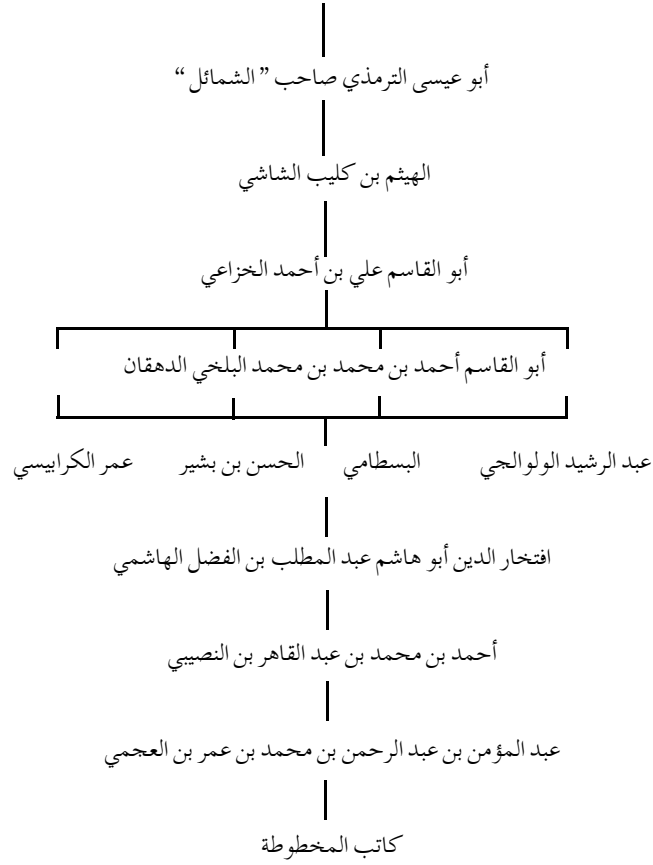 أبو عيسى الترمذي صاحب ” الشمائل “
الهيثم بن كليب الشاشي
أبو القاسم علي بن أحمد الخزاعي
أبو القاسم أحمد بن محمد بن محمد البلخي الدهقان
عبد الرشيد الولوالجي البسطامي الحسن بن بشير عمر الكرابيسي
افتخار الدين أبو هاشم عبد المطلب بن الفضل الهاشمي
أحمد بن محمد بن عبد القاهر بن النصيبي
عبد المؤمن بن عبد الرحمن بن محمد بن عمر بن العجمي
كاتب المخطوطة